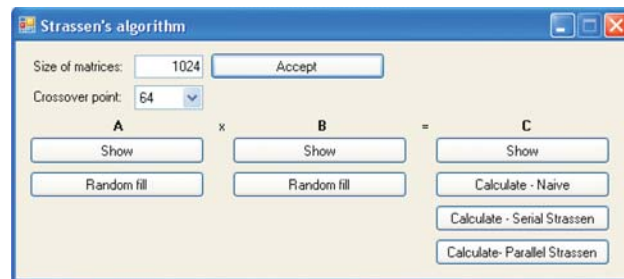 Strassen's algorithm
Size of matrices: 1024 Accept
Crossover point: 64
A x B = C
Show Show Show
Random fill Random fill Calculate - Naive
Calculate - Serial Strassen
Calculate- Parallel Strassen